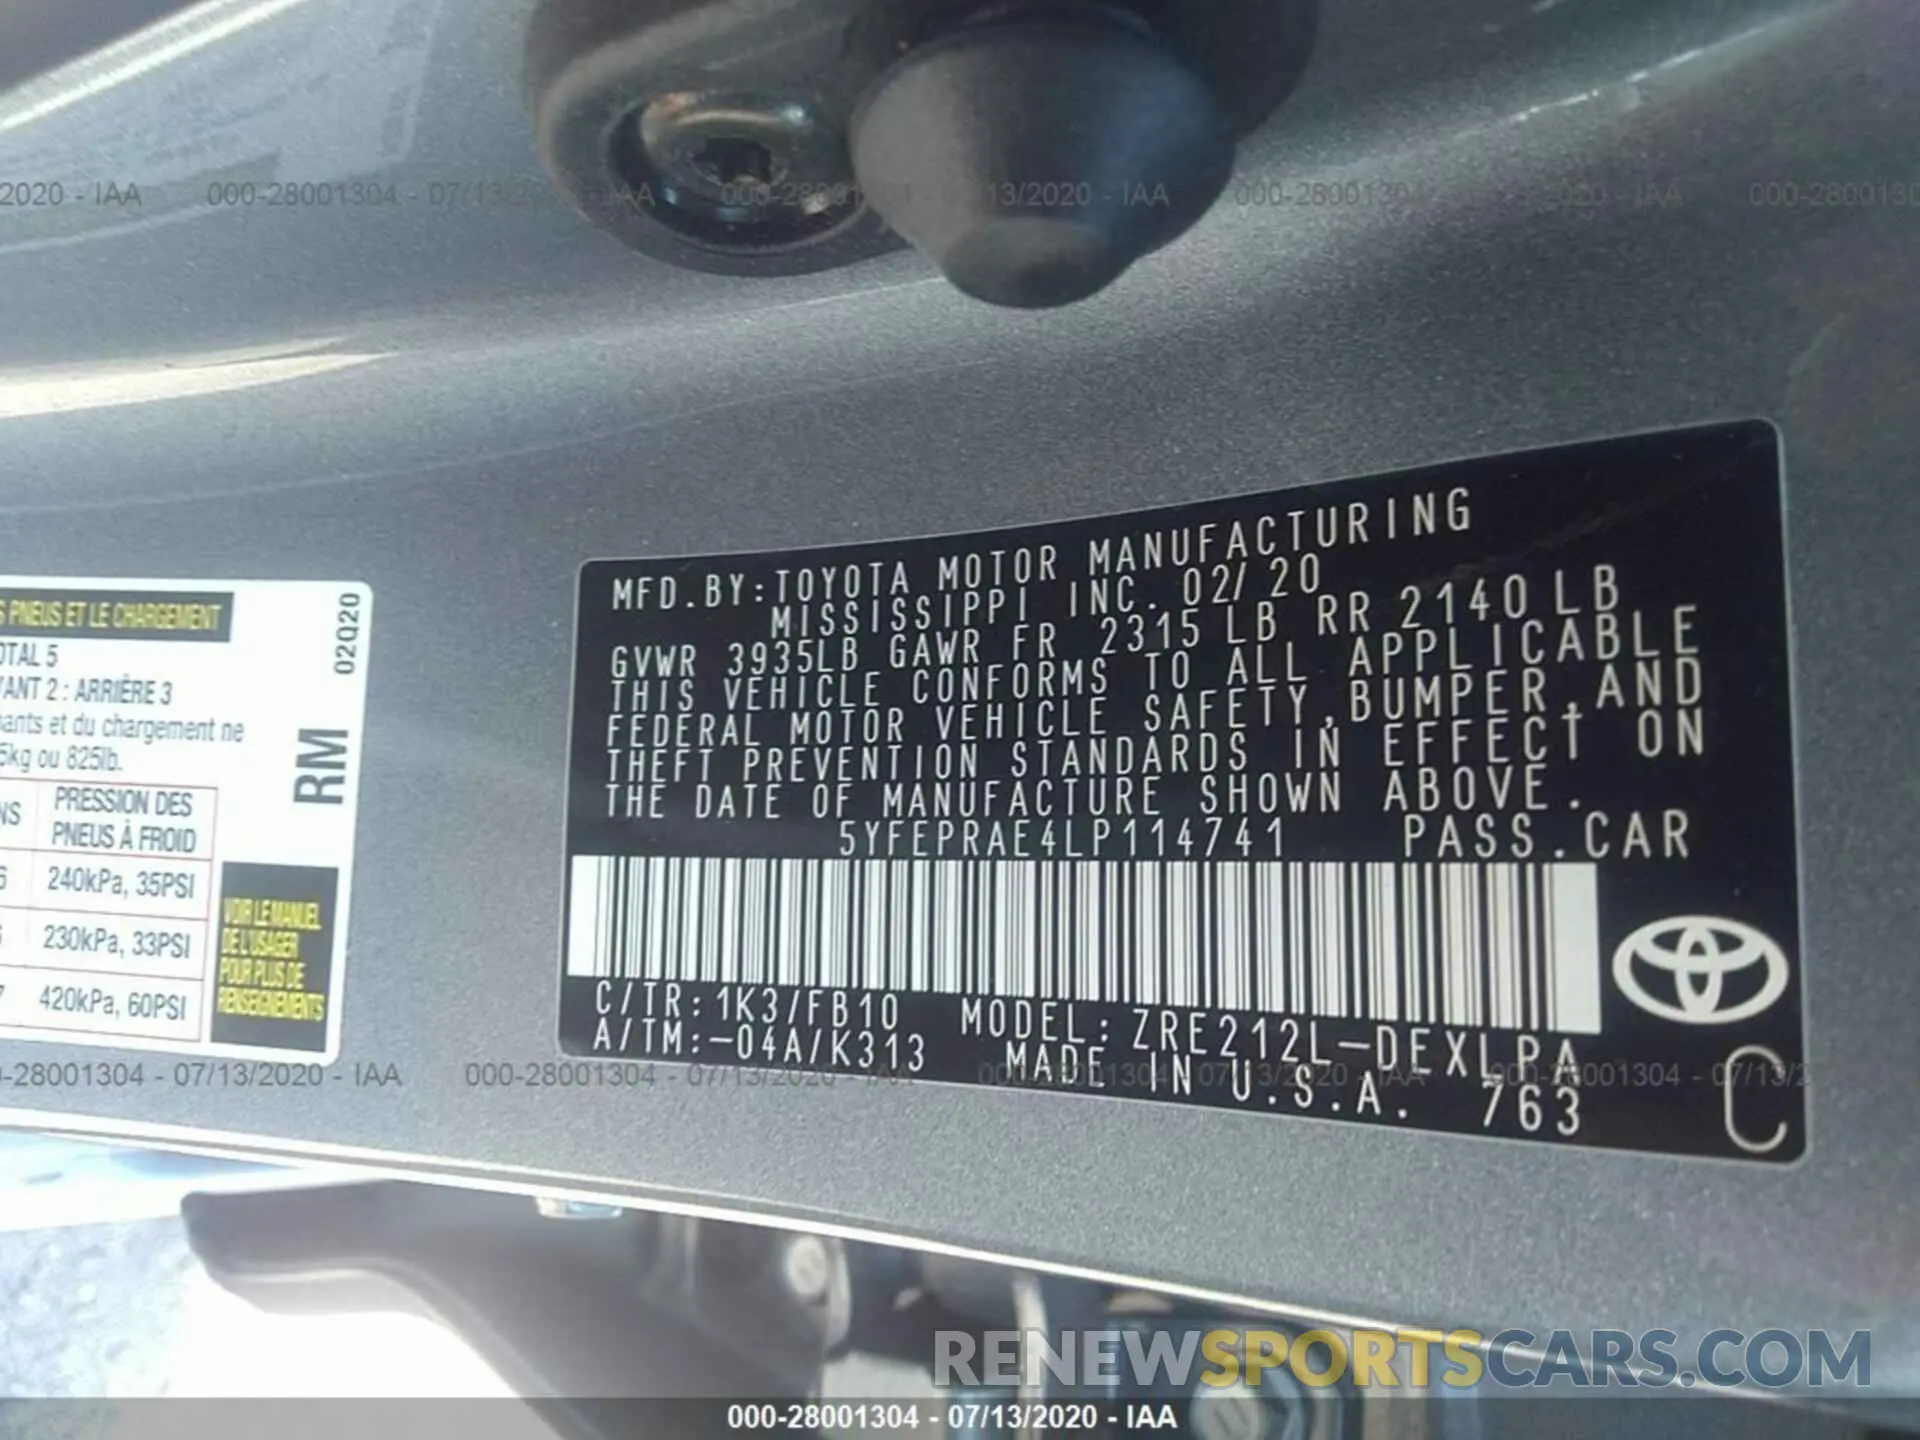 2020 - IAA 000-28001304 - 07/13/2020 - IAA 000-28001304 - 07/13/2020 - IAA 000-28001304 - 07/13/2020 - IAA 000-280013
S PNEUS ET LE CHARGEMENT
OTAL 5
VANT 2 : ARRIÈRE 3
pants et du chargement ne
5kg ou 825lb.
NS PRESSION DES
PNEUS À FROID
240kPa, 35PSI
230kPa, 33PSI
420kPa, 60PSI
02Q20
RM
VOIR LE MANUEL
DE L'USAGER
POUR PLUS DE
RENSEIGNEMENTS
MFD.BY:TOYOTA MOTOR MANUFACTURING
MISSISSIPPI INC. 02/20
GVWR 3935LB GAWR FR 2315LB RR 2140LB
THIS VEHICLE CONFORMS TO ALL APPLICABLE
FEDERAL MOTOR VEHICLE SAFETY,BUMPER,AND
THEFT PREVENTION STANDARDS IN EFFECT ON
THE DATE OF MANUFACTURE SHOWN ABOVE.
5YFEPRAE4LP114741 PASS.CAR
C/TR:1K3/FB10 MODEL:ZRE212L-DEXLPA
A/TM:-04A/K313 MADE IN U.S.A. 763
C
-28001304 - 07/13/2020 - IAA 000-28001304 - 07/13/2020 - IAA 000-28001304 - 07/13/2020 - IAA 000-28001304 - 07/13/2
RENEWSPORTSCARS.COM
000-28001304 - 07/13/2020 - IAA